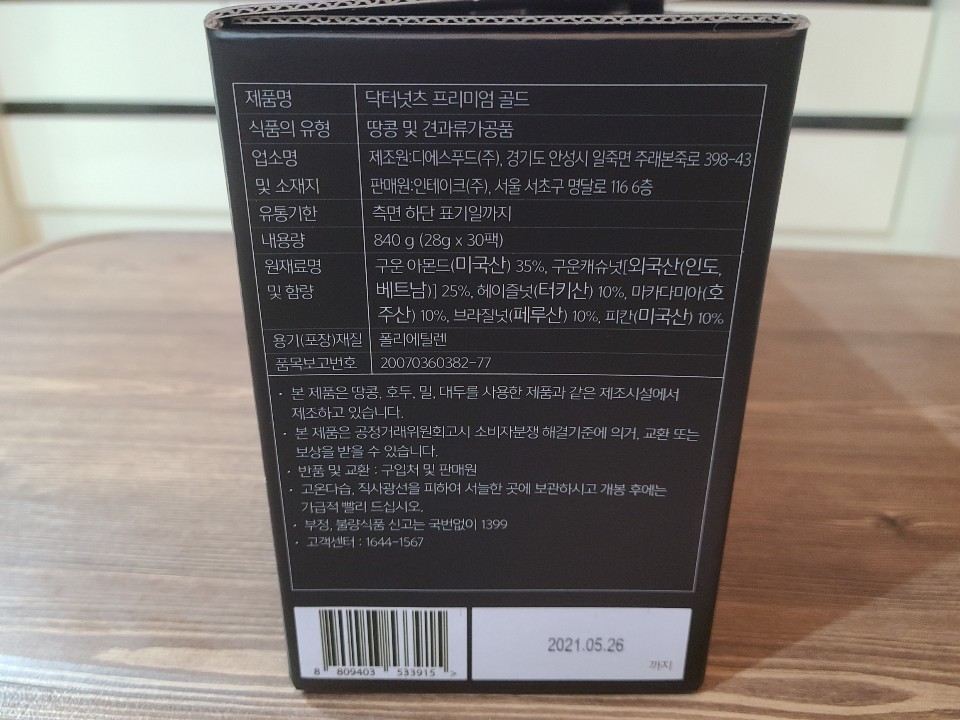 제품명 닥터넛츠 프리미엄 골드
식품의 유형 땅콩 및 견과류가공품
업소명 제조원:디에스푸드(주), 경기도 안성시 일죽면 주래본죽로 398-43
및 소재지 판매원:인테이크(주), 서울 서초구 명달로 116 6층
유통기한 측면 하단 표기일까지
내용량 840 g (28g x 30팩)
원재료명 구운 아몬드(미국산) 35%, 구운캐슈넛[외국산(인도,
및 함량 베트남)] 25%, 헤이즐넛(터키산) 10%, 마카다미아(호
주산) 10%, 브라질넛(페루산) 10%, 피칸(미국산) 10%
용기(포장)재질 폴리에틸렌
품목보고번호 20070360382-77
· 본 제품은 땅콩, 호두, 밀, 대두를 사용한 제품과 같은 제조시설에서
제조하고 있습니다.
· 본 제품은 공정거래위원회고시 소비자분쟁 해결기준에 의거, 교환 또는
보상을 받을 수 있습니다.
· 반품 및 교환 : 구입처 및 판매원
· 고온다습, 직사광선을 피하여 서늘한 곳에 보관하시고 개봉 후에는
가급적 빨리 드십시오.
· 부정, 불량식품 신고는 국번없이 1399
· 고객센터 : 1644-1567
2021.05.26
까지
8 809403 533915 >